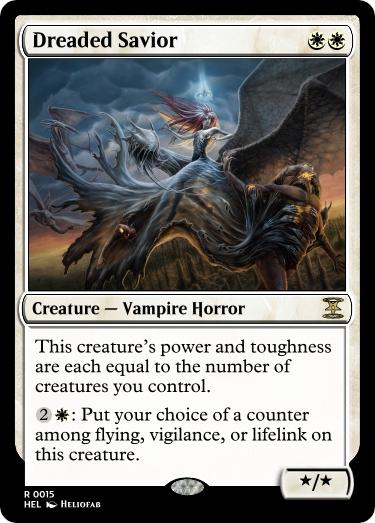 Dreaded Savior
Creature — Vampire Horror
This creature's power and toughness
are each equal to the number of
creatures you control.
2: Put your choice of a counter
among flying, vigilance, or lifelink on
this creature.
★/★
R 0015
HEL Heliofab